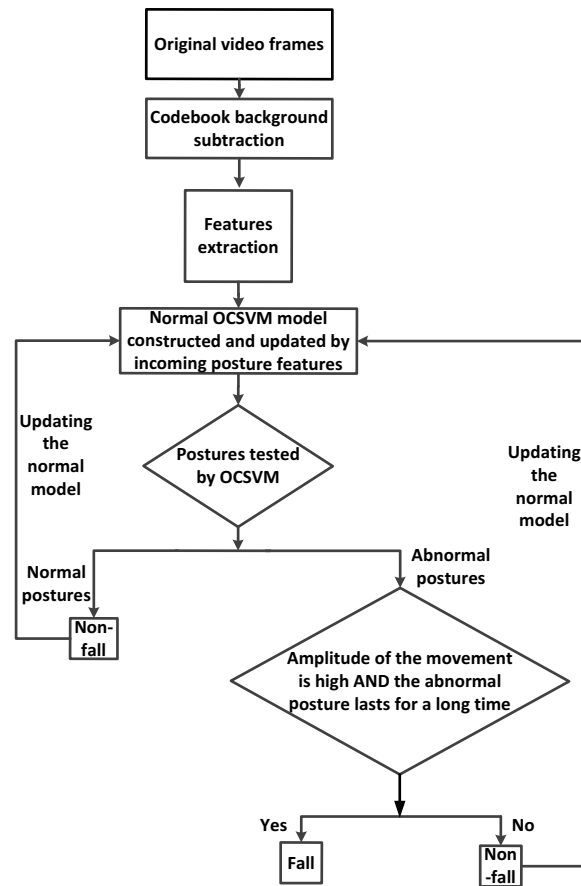 Original video frames
Codebook background
subtraction
Features
extraction
Normal OCSVM model
constructed and updated by
incoming posture features
Updating
the
normal
model
Postures tested
by OCSVM
Updating
the
normal
model
Normal
postures
Abnormal
postures
Non-
fall
Amplitude of the movement
is high AND the abnormal
posture lasts for a long time
Yes
No
Fall
Non
-fall